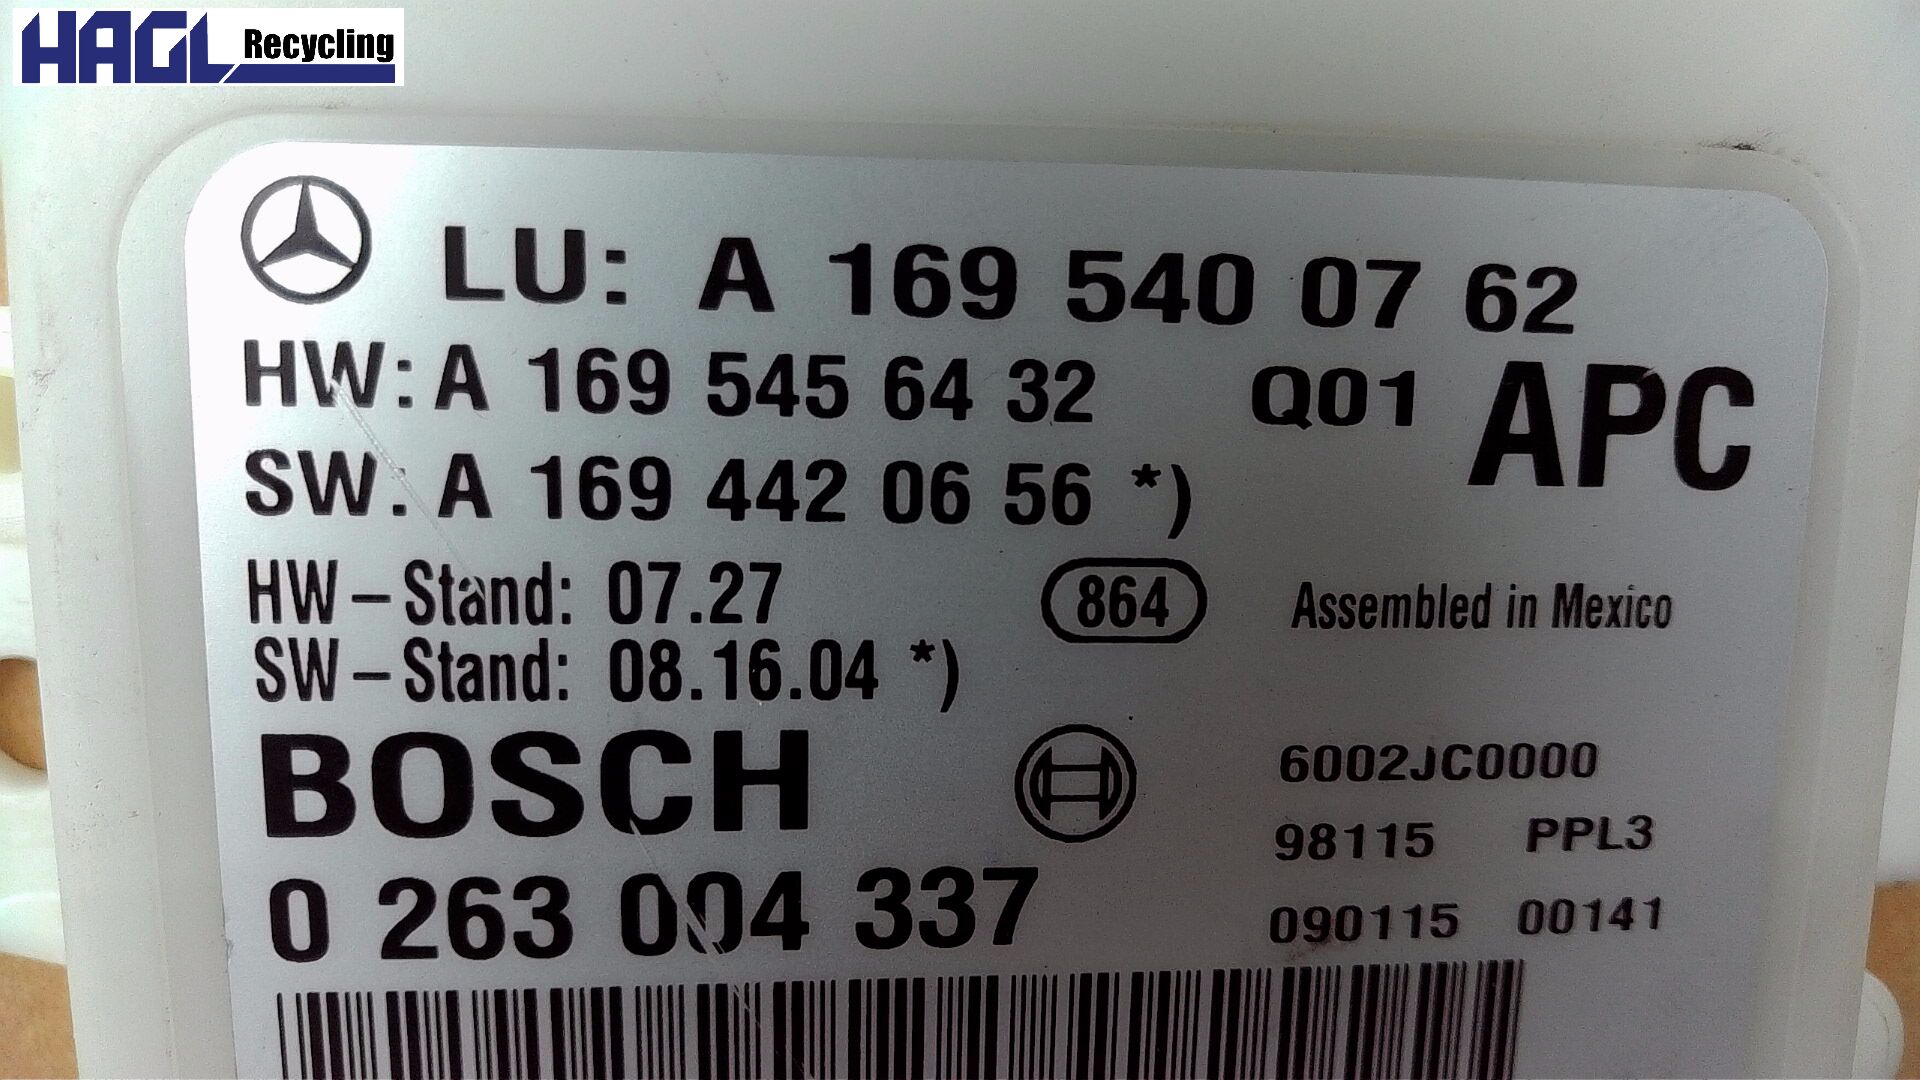 HAGL Recycling
LU: A 169 540 07 62
HW: A 169 545 64 32 Q01 APC
SW: A 169 442 06 56 *)
HW-Stand: 07.27 864 Assembled in Mexico
SW-Stand: 08.16.04 *)
BOSCH 6002JC0000
98115 PPL3
0 263 004 337 090115 00141